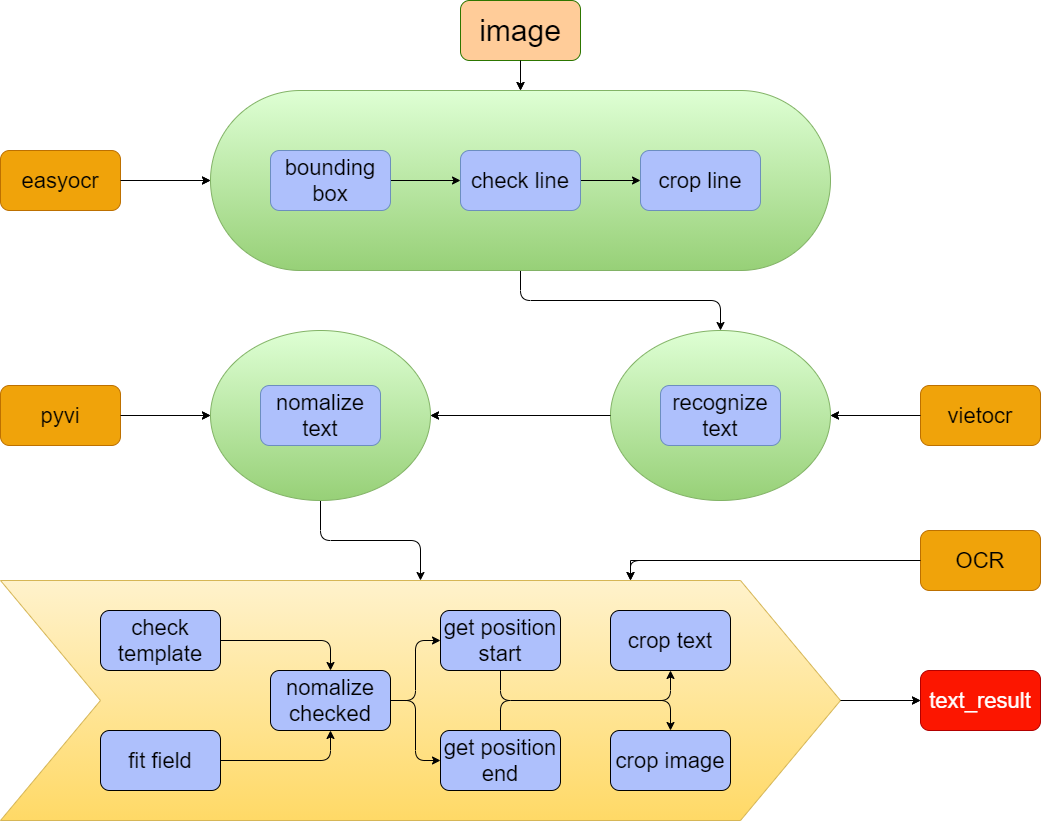 image
easyocr
bounding
box
check line
crop line
pyvi
nomalize
text
recognize
text
vietocr
OCR
check
template
get position
start
crop text
nomalize
checked
text_result
fit field
get position
end
crop image